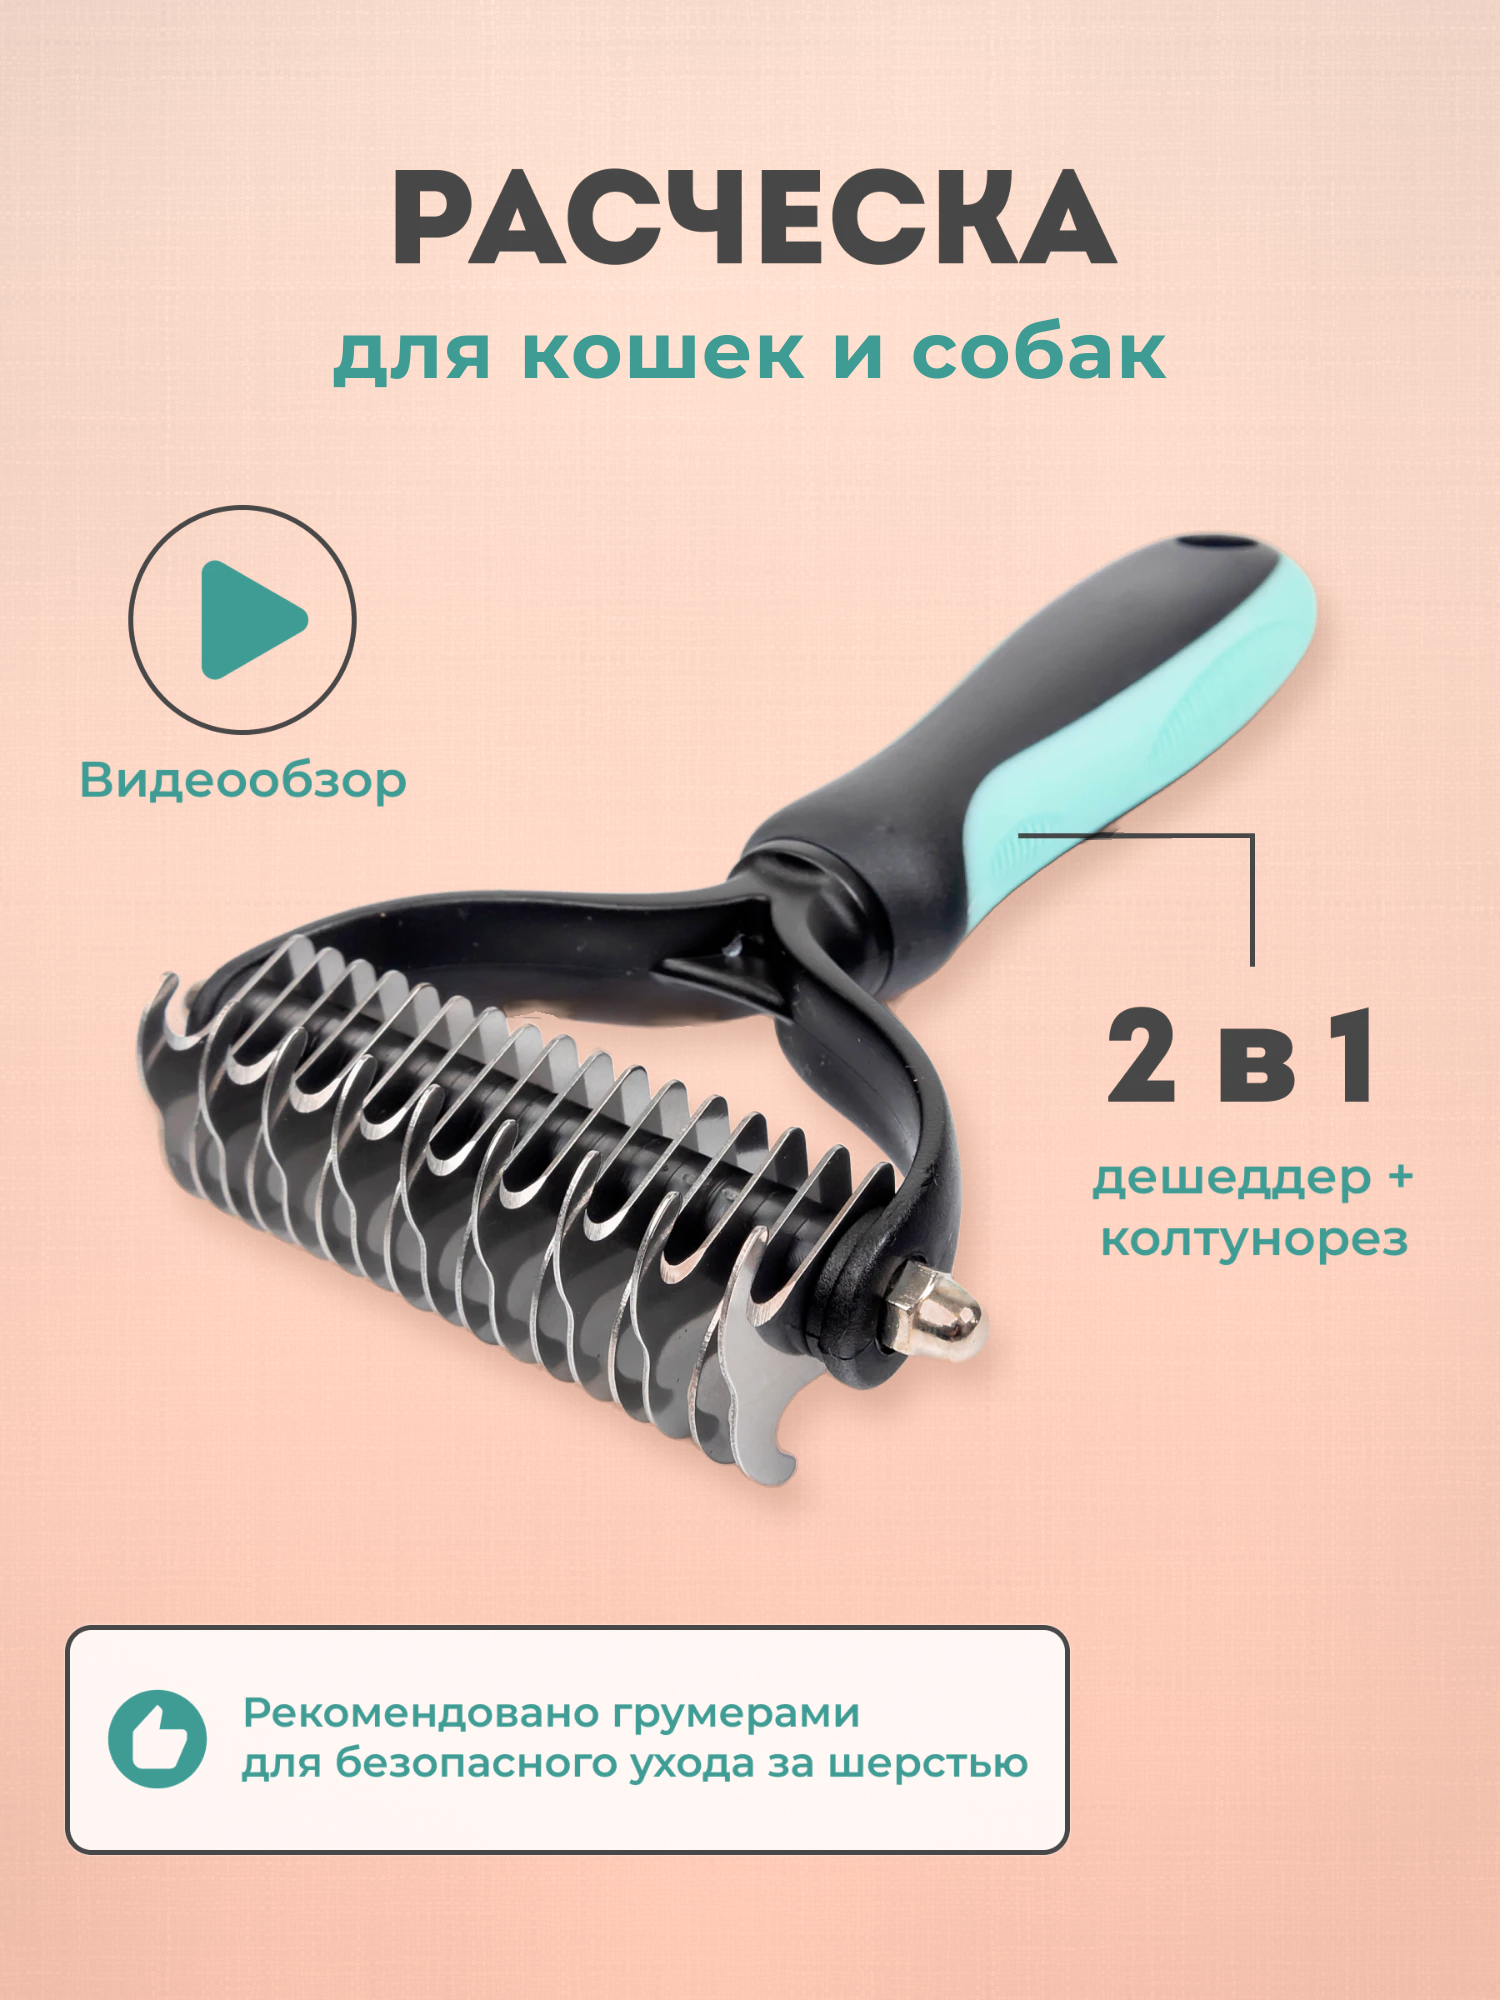 РАСЧЕСКА
для кошек и собак
Видеообзор
2 в 1
дешеддер +
колтунорез
Рекомендовано грумерами
для безопасного ухода за шерстью